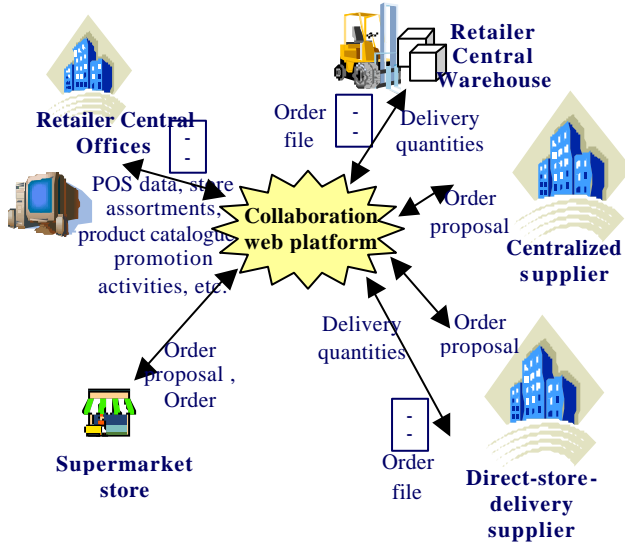 Retailer
Central
Warehouse
Order
file
-
-
Delivery
quantities
Retailer Central
Offices
-
-
POS data, store
assortments,
product catalogue
promotion
activities, etc.
Collaboration
web platform
Order
proposal
Centralized
supplier
Order
proposal
Delivery
quantities
Order
proposal ,
Order
-
-
Order
file
Supermarket
store
Direct-store-
delivery
supplier